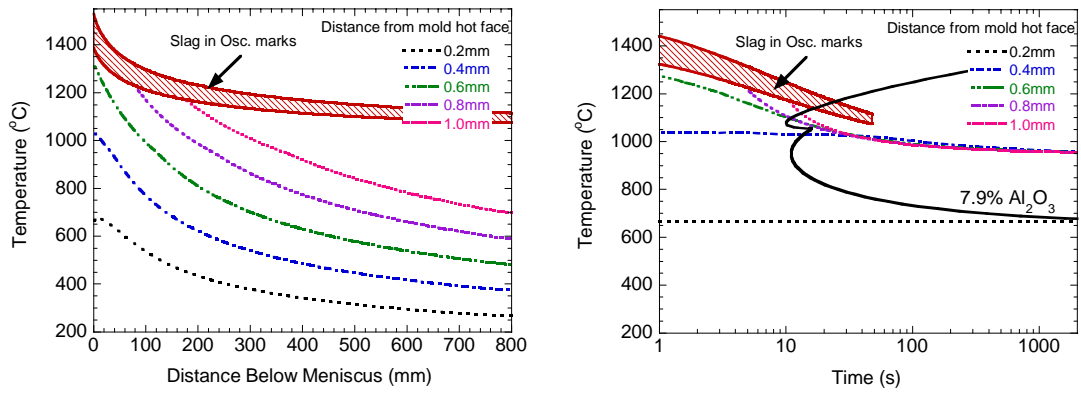 Distance from mold hot face
Slag in Osc. marks
0.2mm
0.4mm
0.6mm
0.8mm
1.0mm
1400
1200
1000
800
600
400
200
Temperature (°C)
0 100 200 300 400 500 600 700 800
Distance Below Meniscus (mm)
Distance from mold hot face
Slag in Osc. marks
0.2mm
0.4mm
0.6mm
0.8mm
1.0mm
7.9% Al₂O₃
1400
1200
1000
800
600
400
200
Temperature (°C)
1 10 100 1000
Time (s)